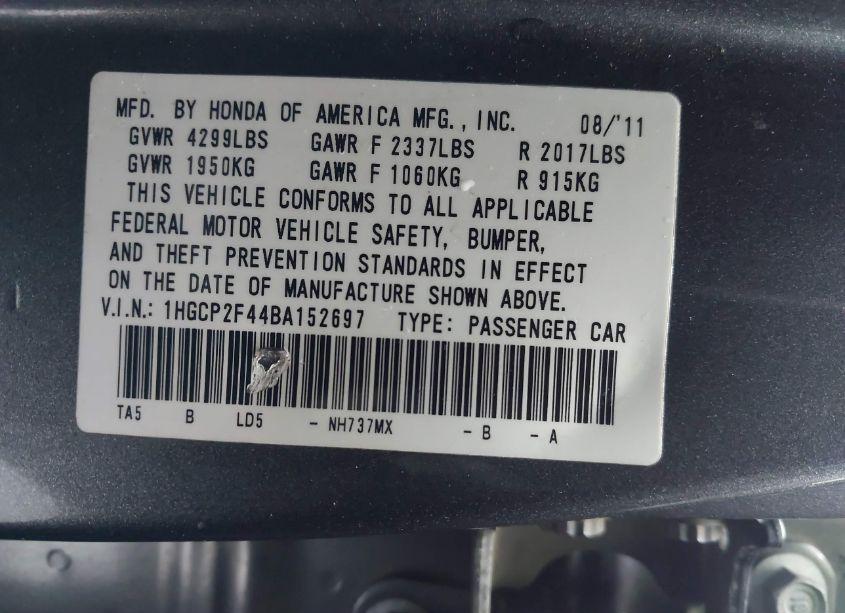 MFD. BY HONDA OF AMERICA MFG., INC. 08/'11
GVWR 4299LBS GAWR F 2337LBS R 2017LBS
GVWR 1950KG GAWR F 1060KG R 915KG
THIS VEHICLE CONFORMS TO ALL APPLICABLE
FEDERAL MOTOR VEHICLE SAFETY, BUMPER,
AND THEFT PREVENTION STANDARDS IN EFFECT
ON THE DATE OF MANUFACTURE SHOWN ABOVE.
V.I.N.: 1HGCP2F44BA152697 TYPE: PASSENGER CAR
TA5 B LD5 - NH737MX - B - A